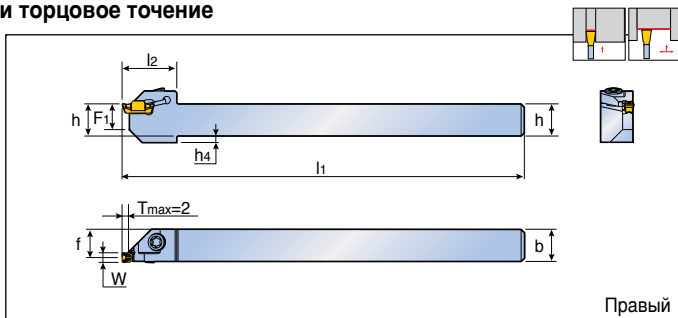 и торцовое точение
l2
h
F1
h
h4
l1
Tmax=2
f
b
W
Правый